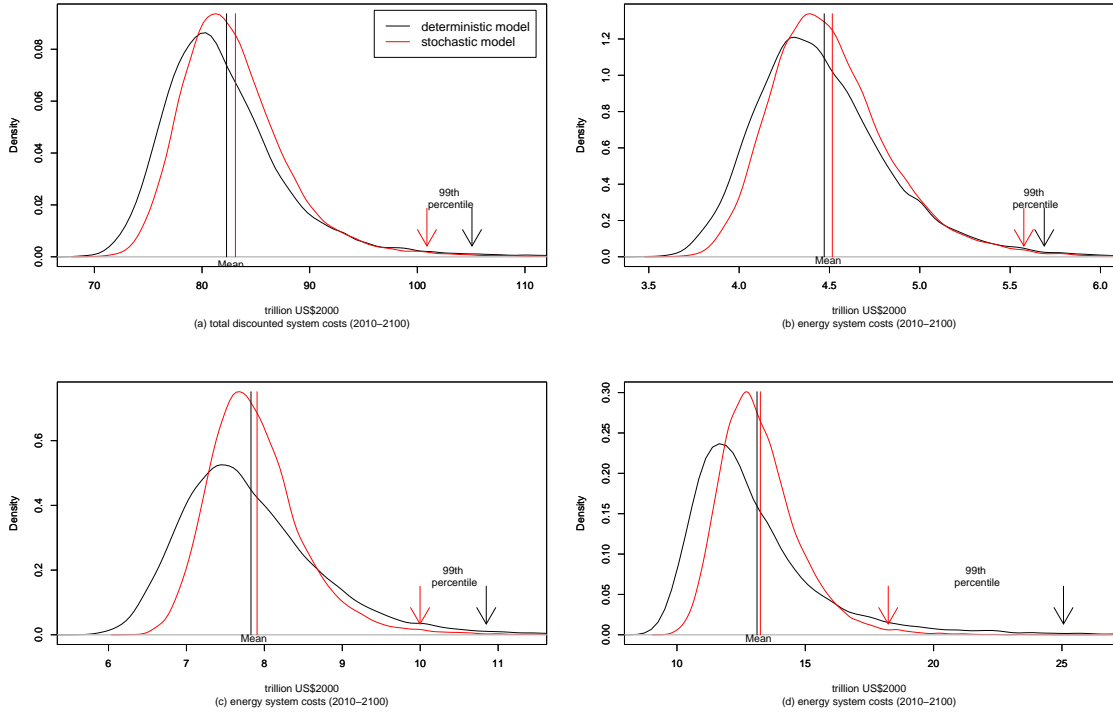 deterministic model
stochastic model
99th
percentile
Mean
Density
0.00
0.02
0.04
0.06
0.08
70
80
90
100
110
trillion US$2000
(a) total discounted system costs (2010–2100)
99th
percentile
Mean
Density
0.0
0.2
0.4
0.6
0.8
1.0
1.2
3.5
4.0
4.5
5.0
5.5
6.0
trillion US$2000
(b) energy system costs (2010–2100)
99th
percentile
Mean
Density
0.0
0.2
0.4
0.6
6
7
8
9
10
11
trillion US$2000
(c) energy system costs (2010–2100)
99th
percentile
Mean
Density
0.00
0.05
0.10
0.15
0.20
0.25
0.30
10
15
20
25
trillion US$2000
(d) energy system costs (2010–2100)